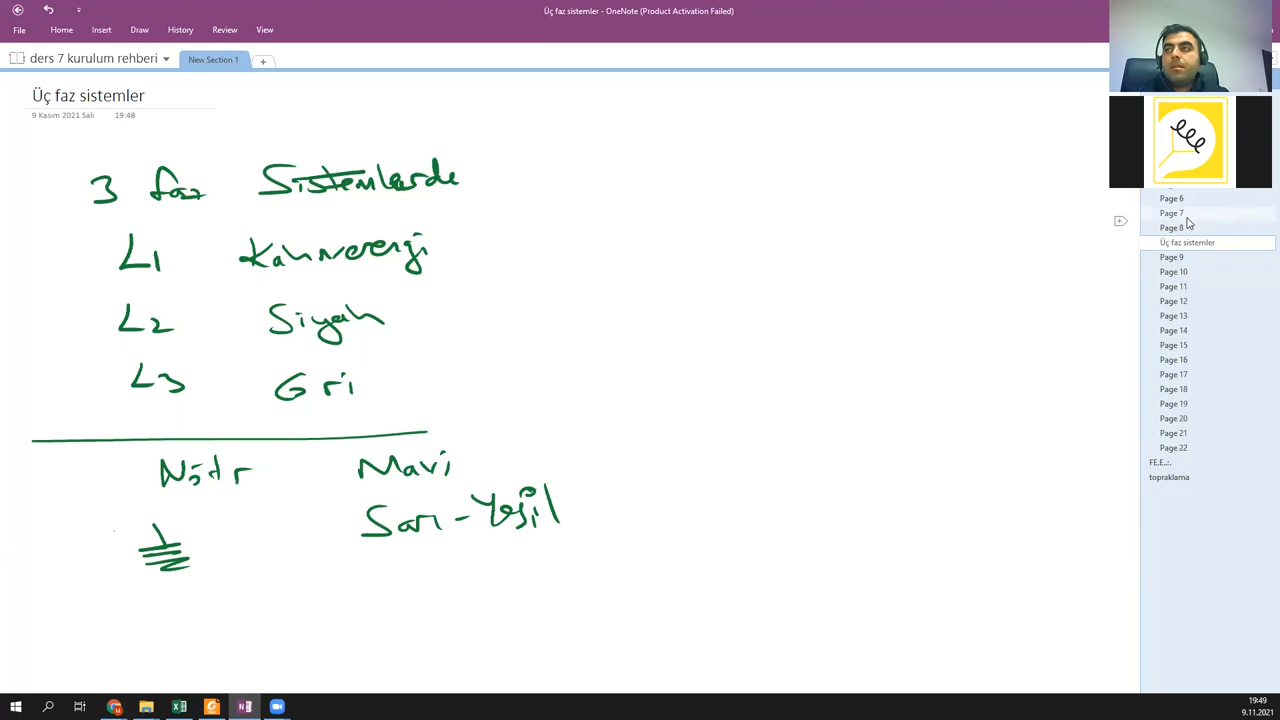 Üç faz sistemler - OneNote (Product Activation Failed)
File Home Insert Draw History Review View
ders 7 kurulum rehberi New Section 1
Üç faz sistemler
9 Kasım 2021 Salı 19:48
3 faz Sistemlerde
L1 Kahverengi
L2 Siyah
L3 Gri
Nötr Mavi
Sarı - Yeşil
Page 6
Page 7
Page 8
Üç faz sistemler
Page 9
Page 10
Page 11
Page 12
Page 13
Page 14
Page 15
Page 16
Page 17
Page 18
Page 19
Page 20
Page 21
Page 22
F.E.E..:.
topraklama
19:49
9.11.2021